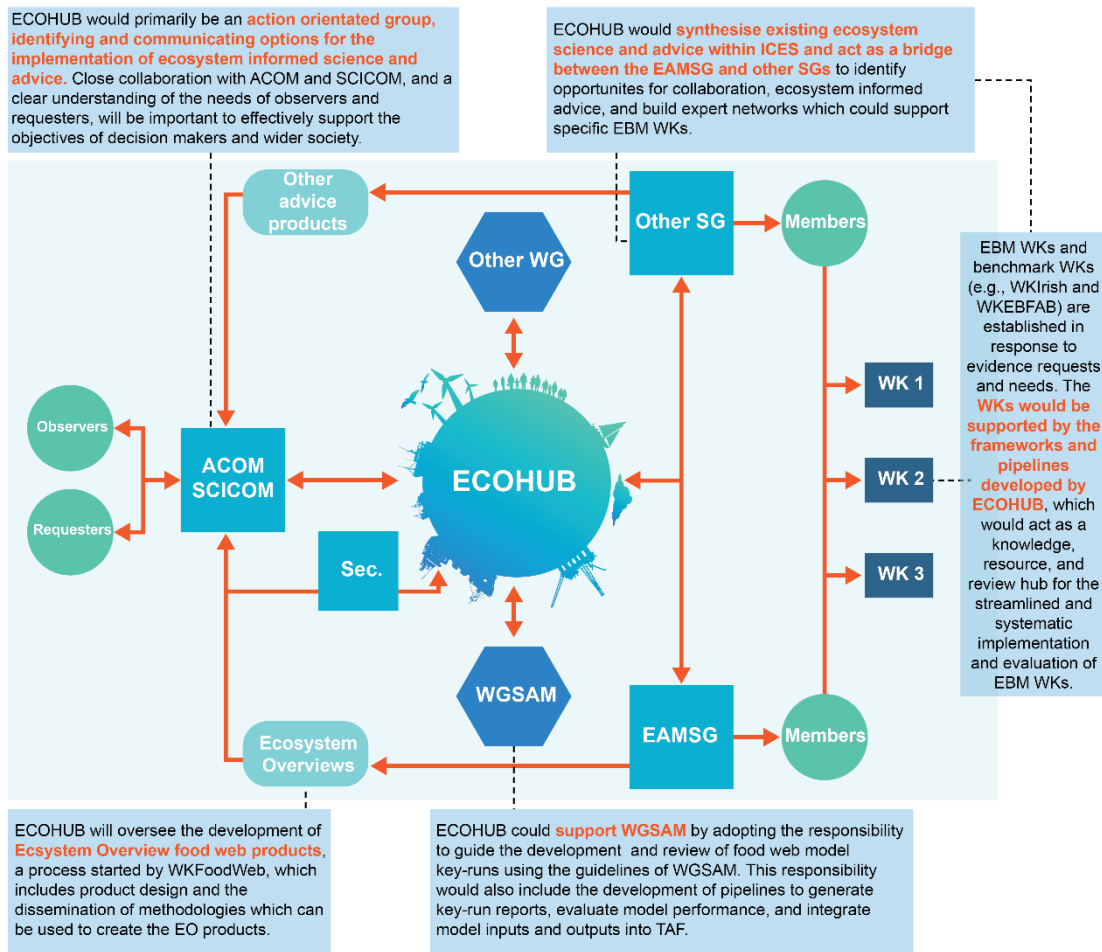 ECOHUB would primarily be an action orientated group,
identifying and communicating options for the
implementation of ecosystem informed science and
advice. Close collaboration with ACOM and SCICOM, and a
clear understanding of the needs of observers and
requesters, will be important to effectively support the
objectives of decision makers and wider society.
ECOHUB would synthesise existing ecosystem
science and advice within ICES and act as a bridge
between the EAMSG and other SGs to identify
opportunites for collaboration, ecosystem informed
advice, and build expert networks which could support
specific EBM WKs.
Other
advice
products
Other WG
Other SG
Members
EBM WKs and
benchmark WKs
(e.g., WKIrish and
WKEBFAB) are
established in
response to
evidence requests
and needs. The
WKs would be
supported by the
frameworks and
pipelines
developed by
ECOHUB, which
would act as a
knowledge,
resource, and
review hub for the
streamlined and
systematic
implementation
and evaluation of
EBM WKs.
Observers
Requesters
ACOM
SCICOM
ECOHUB
Sec.
WK 1
WK 2
WK 3
WGSAM
Ecosystem
Overviews
EAMSG
Members
ECOHUB will oversee the development of
Ecsystem Overview food web products,
a process started by WKFoodWeb, which
includes product design and the
dissemination of methodologies which can
be used to create the EO products.
ECOHUB could support WGSAM by adopting the responsibility
to guide the development and review of food web model
key-runs using the guidelines of WGSAM. This responsibility
would also include the development of pipelines to generate
key-run reports, evaluate model performance, and integrate
model inputs and outputs into TAF.